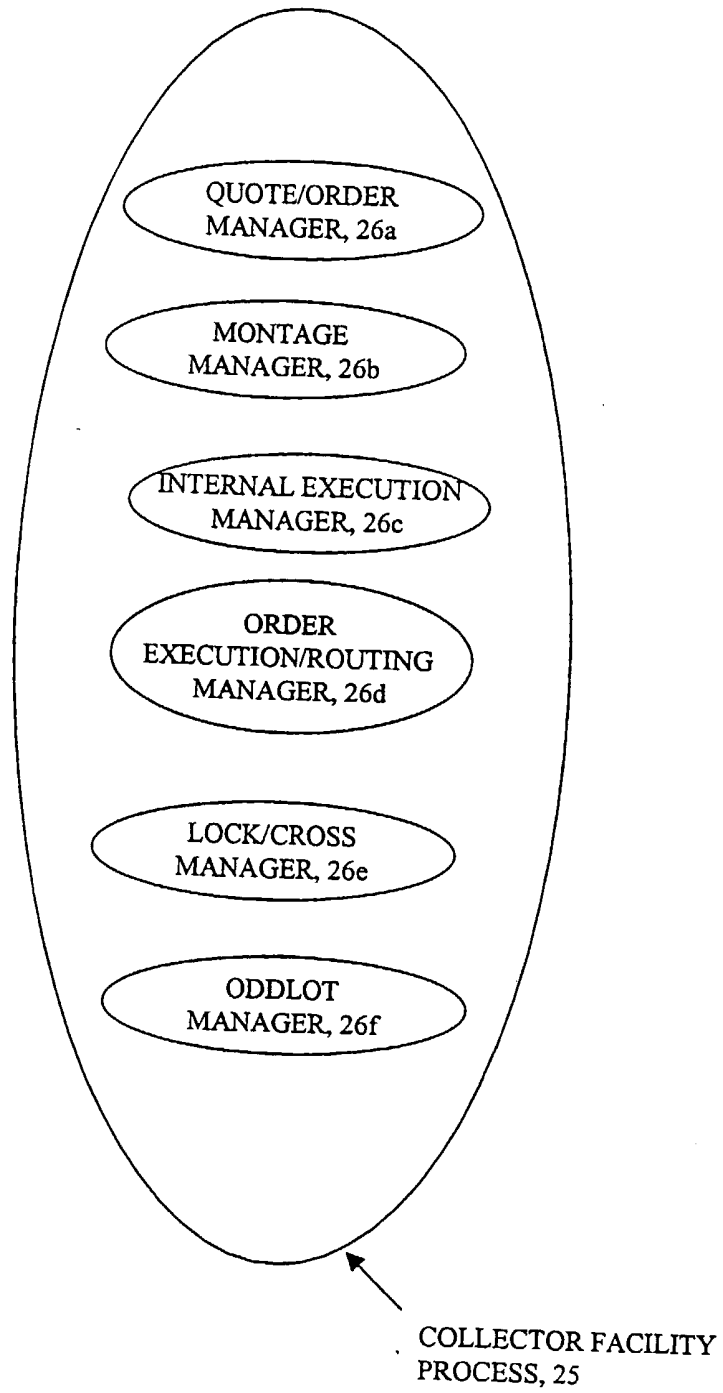 QUOTE/ORDER
MANAGER, 26a
MONTAGE
MANAGER, 26b
INTERNAL EXECUTION
MANAGER, 26c
ORDER
EXECUTION/ROUTING
MANAGER, 26d
LOCK/CROSS
MANAGER, 26e
ODDLOT
MANAGER, 26f
COLLECTOR FACILITY
PROCESS, 25